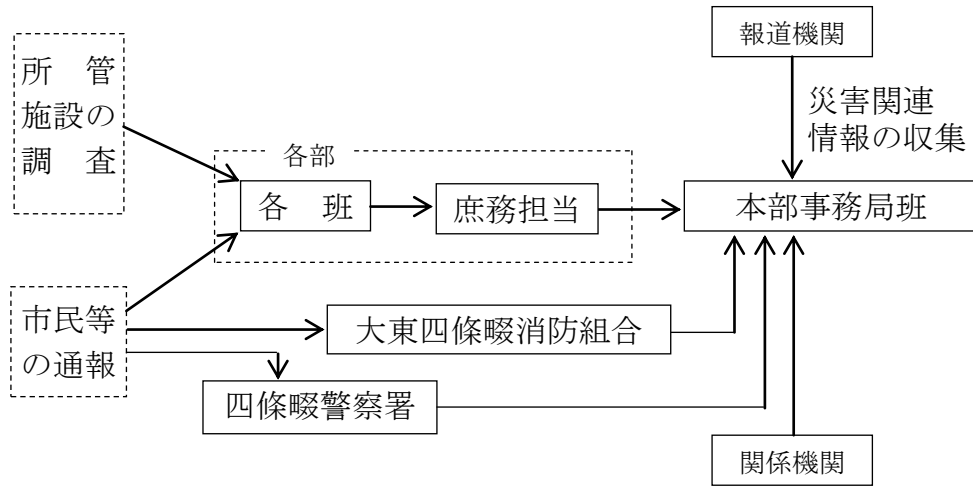 報道機関
所　管
施設の
調　査
災害関連
情報の収集
各部
各　班
庶務担当
本部事務局班
市民等
の通報
大東四條畷消防組合
四條畷警察署
関係機関